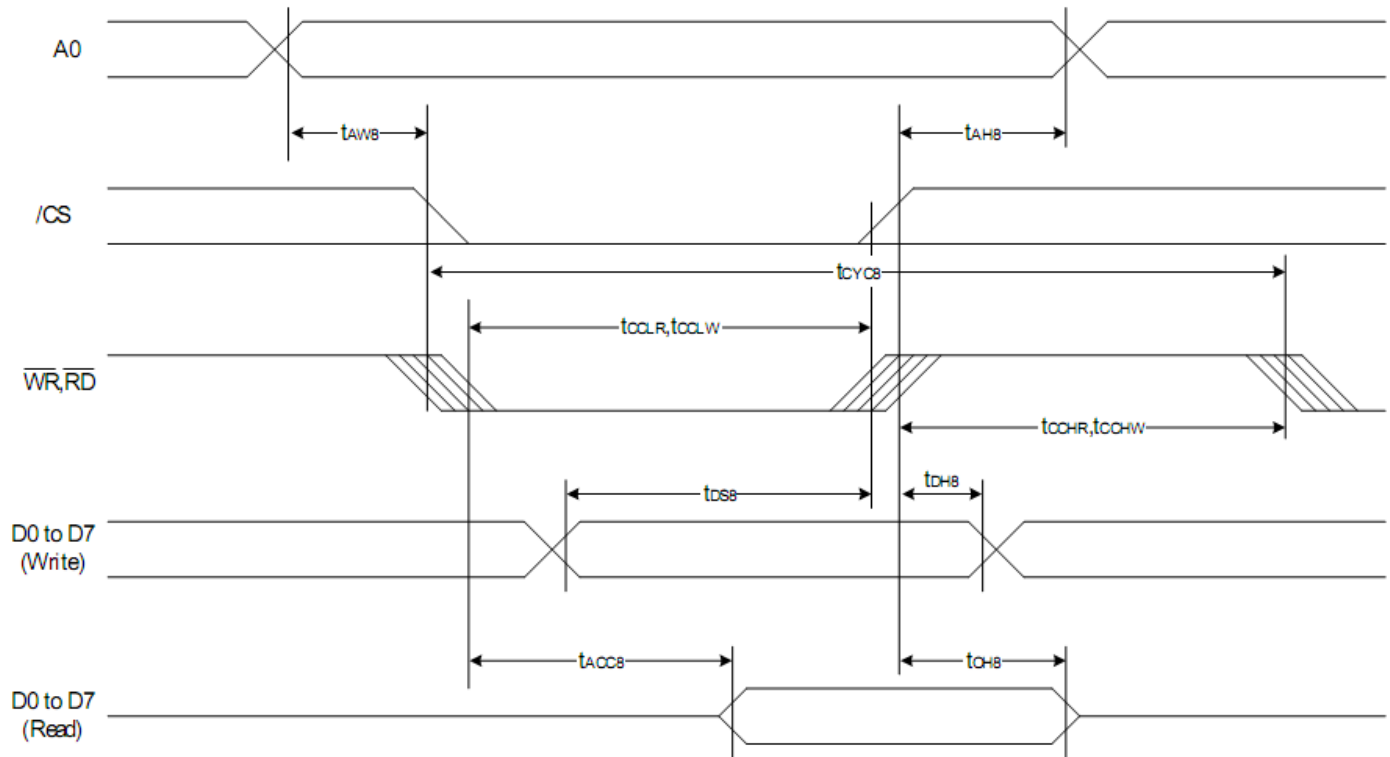 A0
tAW8
tAH8
/CS
tCYC8
tCCLR,tCCLW
WR,RD
tCCHR,tCCHW
tDS8
tDH8
D0 to D7
(Write)
tACC8
tOH8
D0 to D7
(Read)